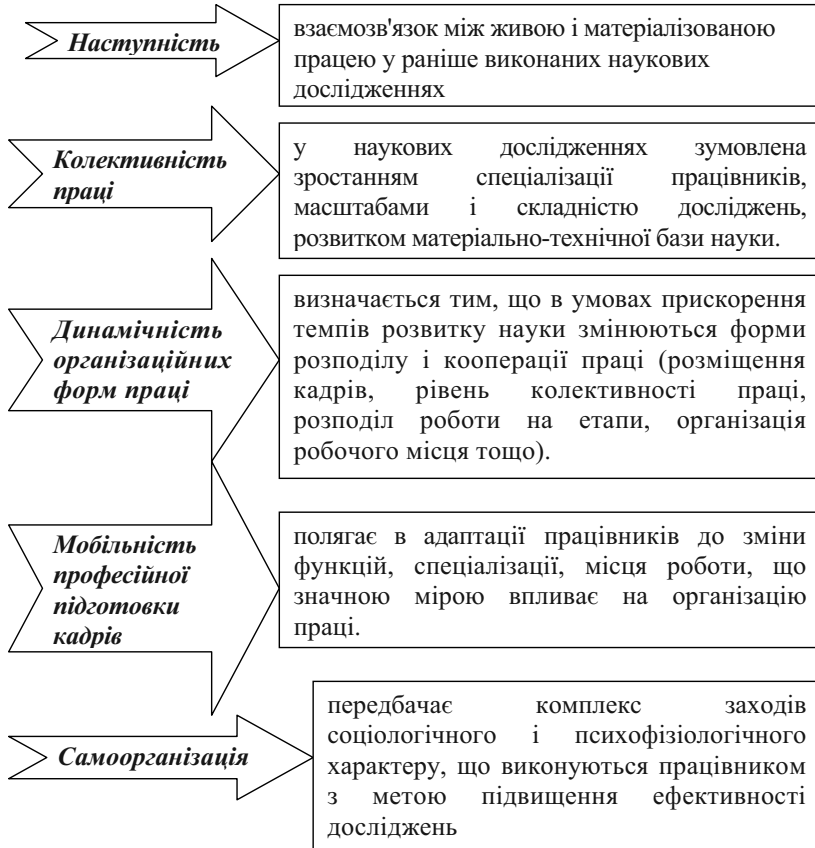 Наступність
взаємозв'язок між живою і матеріалізованою
працею у раніше виконаних наукових
дослідженнях
Колективність
праці
у наукових дослідженнях зумовлена
зростанням спеціалізації працівників,
масштабами і складністю досліджень,
розвитком матеріально-технічної бази науки.
Динамічність
організаційних
форм праці
визначається тим, що в умовах прискорення
темпів розвитку науки змінюються форми
розподілу і кооперації праці (розміщення
кадрів, рівень колективності праці,
розподіл роботи на етапи, організація
робочого місця тощо).
Мобільність
професійної
підготовки
кадрів
полягає в адаптації працівників до зміни
функцій, спеціалізації, місця роботи, що
значною мірою впливає на організацію
праці.
Самоорганізація
передбачає комплекс заходів
соціологічного і психофізіологічного
характеру, що виконуються працівником
з метою підвищення ефективності
досліджень